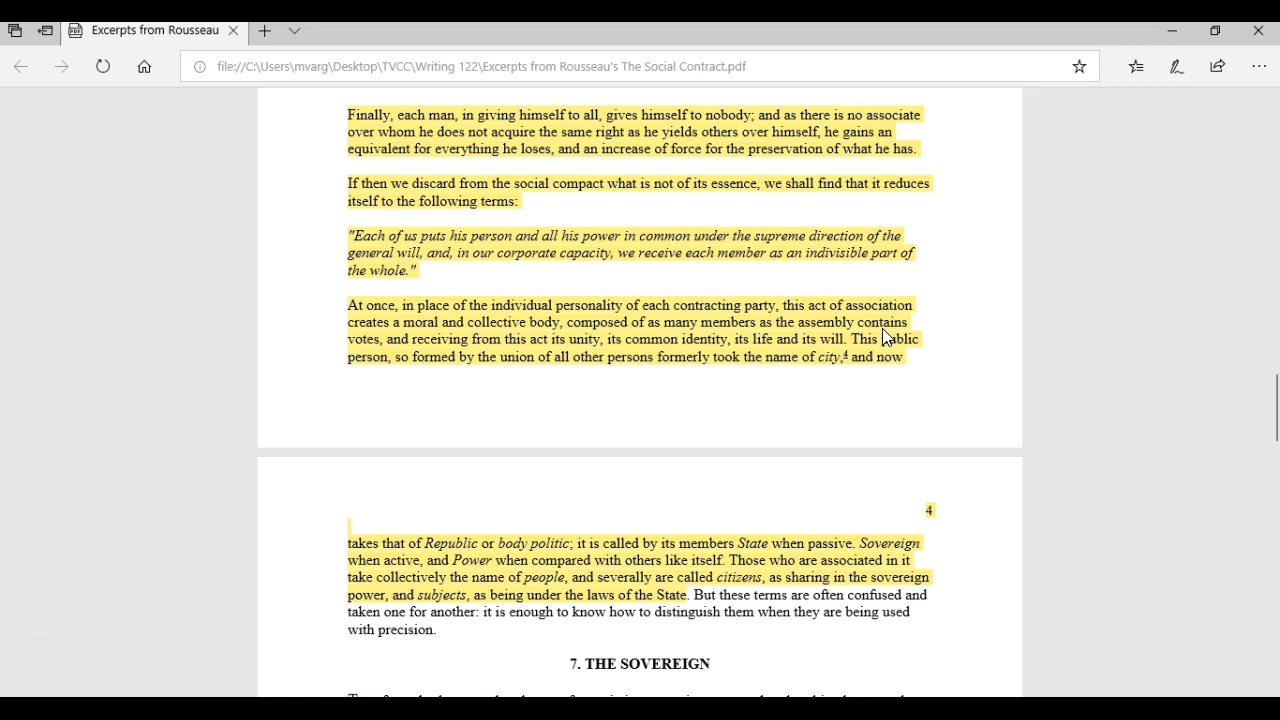 Excerpts from Rousseau
file://C:\Users\mvarg\Desktop\TVCC\Writing 122\Excerpts from Rousseau's The Social Contract.pdf
Finally, each man, in giving himself to all, gives himself to nobody; and as there is no associate
over whom he does not acquire the same right as he yields others over himself, he gains an
equivalent for everything he loses, and an increase of force for the preservation of what he has.
If then we discard from the social compact what is not of its essence, we shall find that it reduces
itself to the following terms:
"Each of us puts his person and all his power in common under the supreme direction of the
general will, and, in our corporate capacity, we receive each member as an indivisible part of
the whole."
At once, in place of the individual personality of each contracting party, this act of association
creates a moral and collective body, composed of as many members as the assembly contains
votes, and receiving from this act its unity, its common identity, its life and its will. This public
person, so formed by the union of all other persons formerly took the name of city,4 and now
4
takes that of Republic or body politic; it is called by its members State when passive. Sovereign
when active, and Power when compared with others like itself. Those who are associated in it
take collectively the name of people, and severally are called citizens, as sharing in the sovereign
power, and subjects, as being under the laws of the State. But these terms are often confused and
taken one for another: it is enough to know how to distinguish them when they are being used
with precision.
7. THE SOVEREIGN